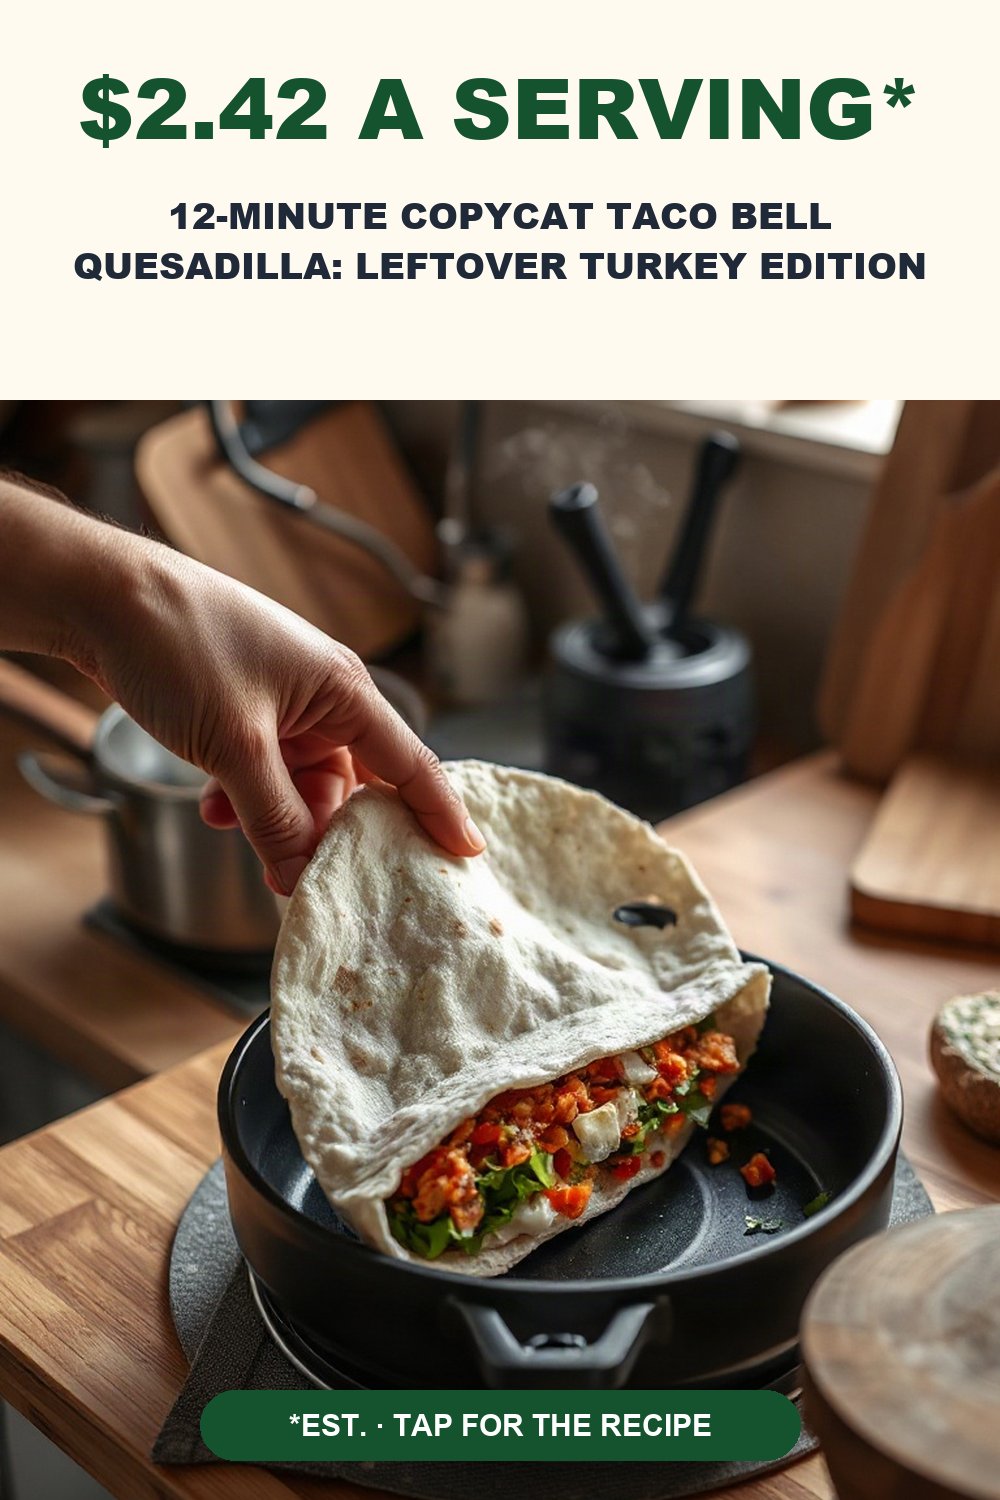 $2.42 A SERVING*
12-MINUTE COPYCAT TACO BELL
QUESADILLA: LEFTOVER TURKEY EDITION
*EST. · TAP FOR THE RECIPE